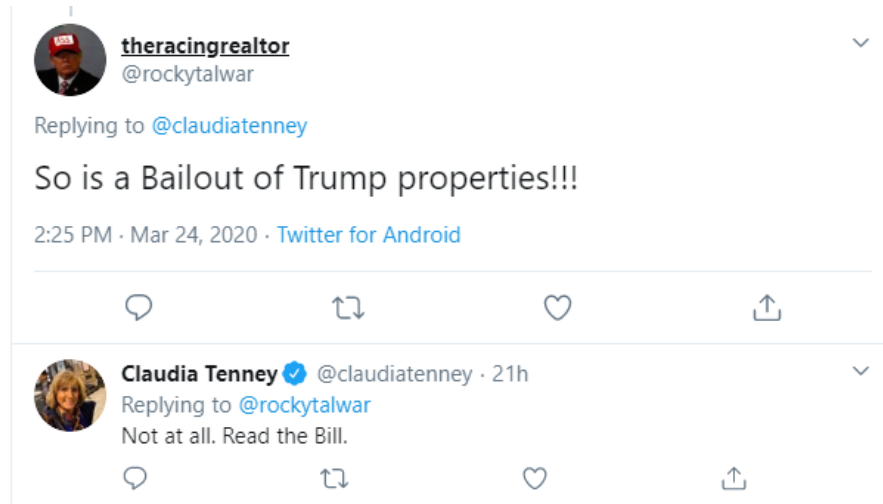 theracingrealtor
@rockytalwar
Replying to @claudiatenney
So is a Bailout of Trump properties!!!
2:25 PM · Mar 24, 2020 · Twitter for Android
Claudia Tenney @claudiatenney · 21h
Replying to @rockytalwar
Not at all. Read the Bill.